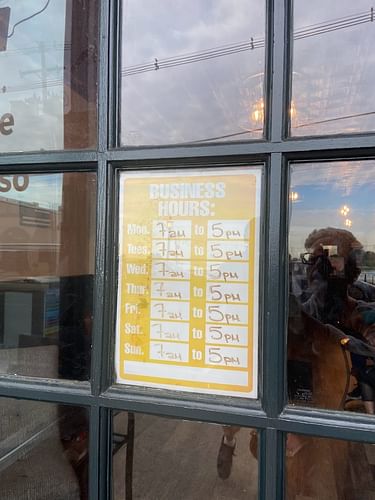 e
so
BUSINESS
HOURS:
Mon. 7am to 5pm
Tues. 7am to 5pm
Wed. 7am to 5pm
Thur. 7am to 5pm
Fri. 7am to 5pm
Sat. 7am to 5pm
Sun. 7am to 5pm